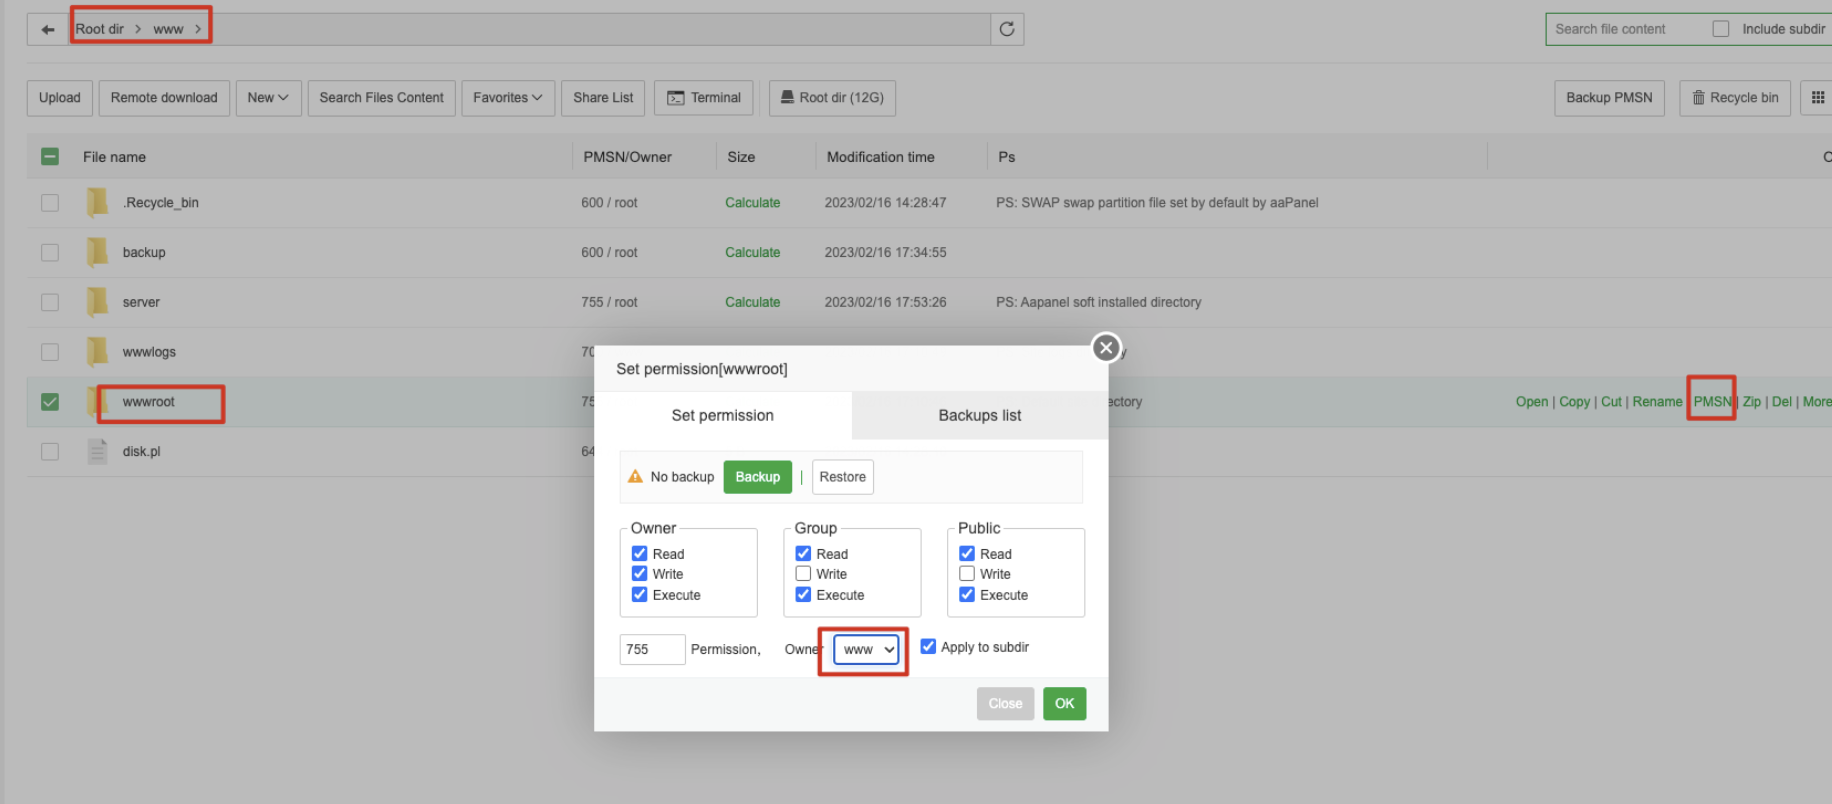 Root dir > www >
Search file content Include subdir
Upload Remote download New Search Files Content Favorites Share List Terminal Root dir (12G) Backup PMSN Recycle bin
File name PMSN/Owner Size Modification time Ps
.Recycle_bin 600 / root Calculate 2023/02/16 14:28:47 PS: SWAP swap partition file set by default by aaPanel
backup 600 / root Calculate 2023/02/16 17:34:55
server 755 / root Calculate 2023/02/16 17:53:26 PS: Aapanel soft installed directory
wwwlogs
wwwroot Open | Copy | Cut | Rename PMSN Zip | Del | More
disk.pl
Set permission[wwwroot]
Set permission Backups list
No backup Backup | Restore
Owner Group Public
Read Read Read
Write Write Write
Execute Execute Execute
755 Permission, Owner www Apply to subdir
Close OK